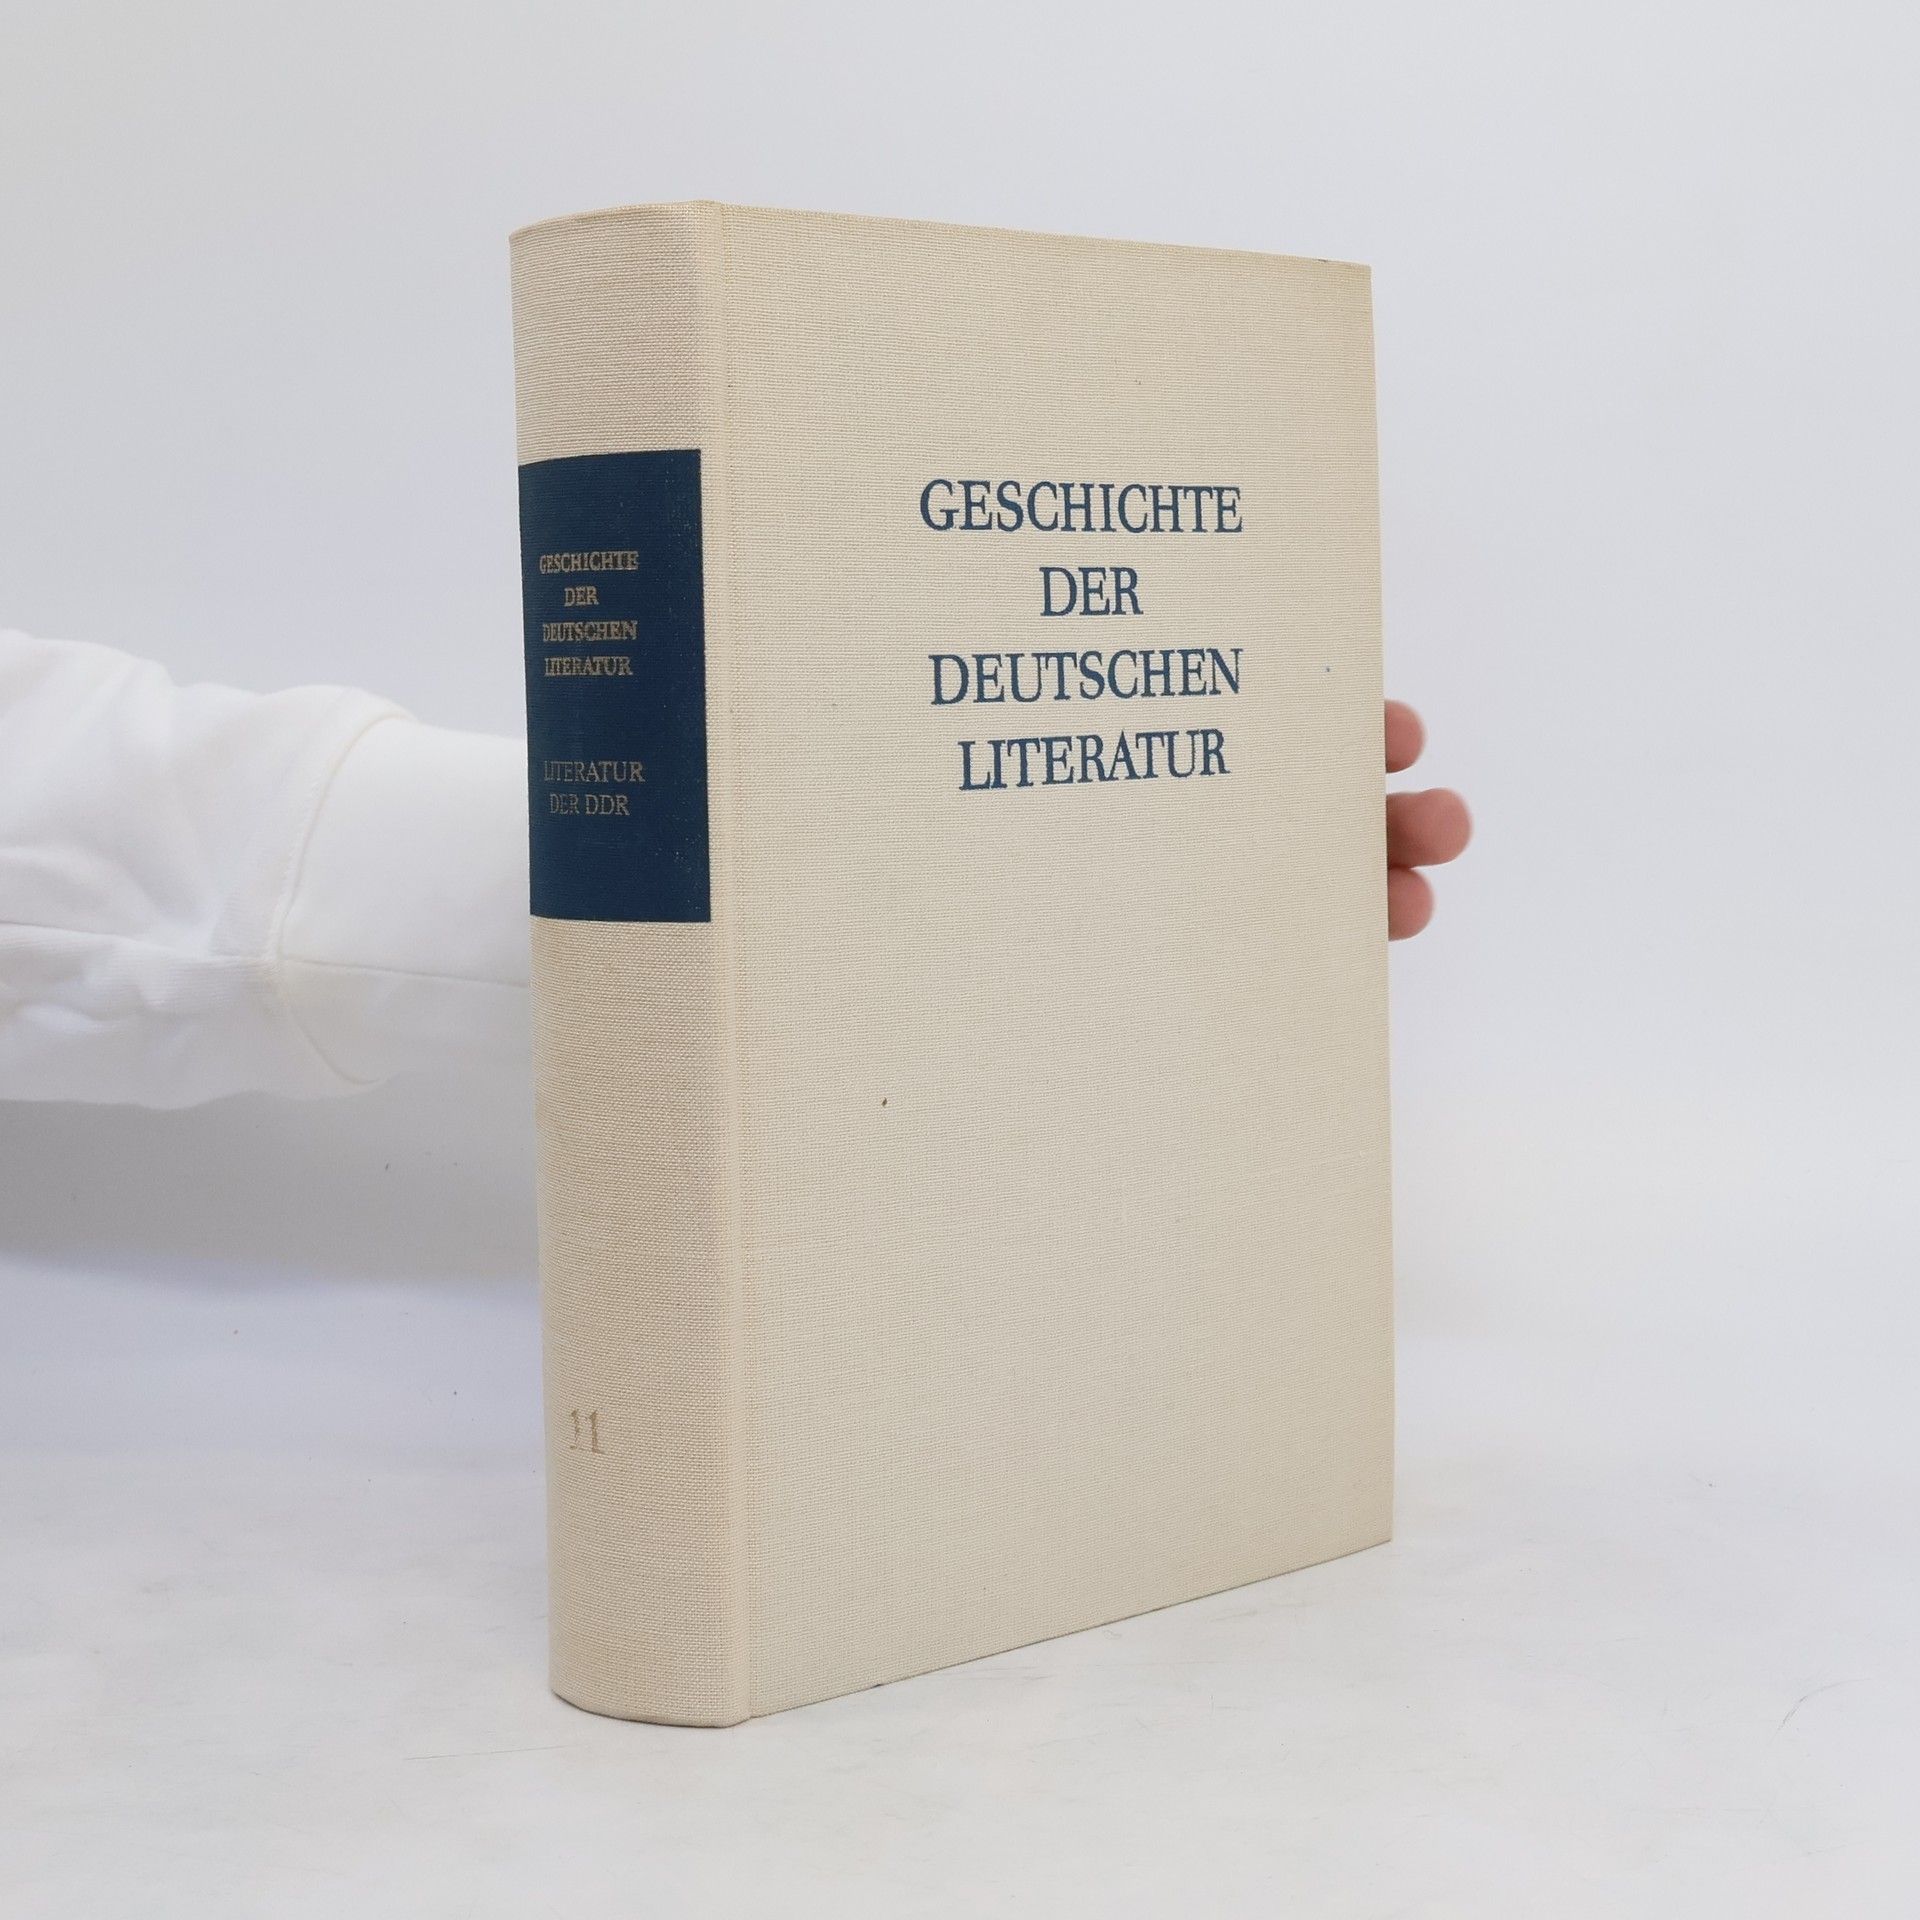 GESCHICHTE
DER
DEUTSCHEN
LITERATUR
LITERATUR
DER DDR
11
GESCHICHTE
DER
DEUTSCHEN
LITERATUR